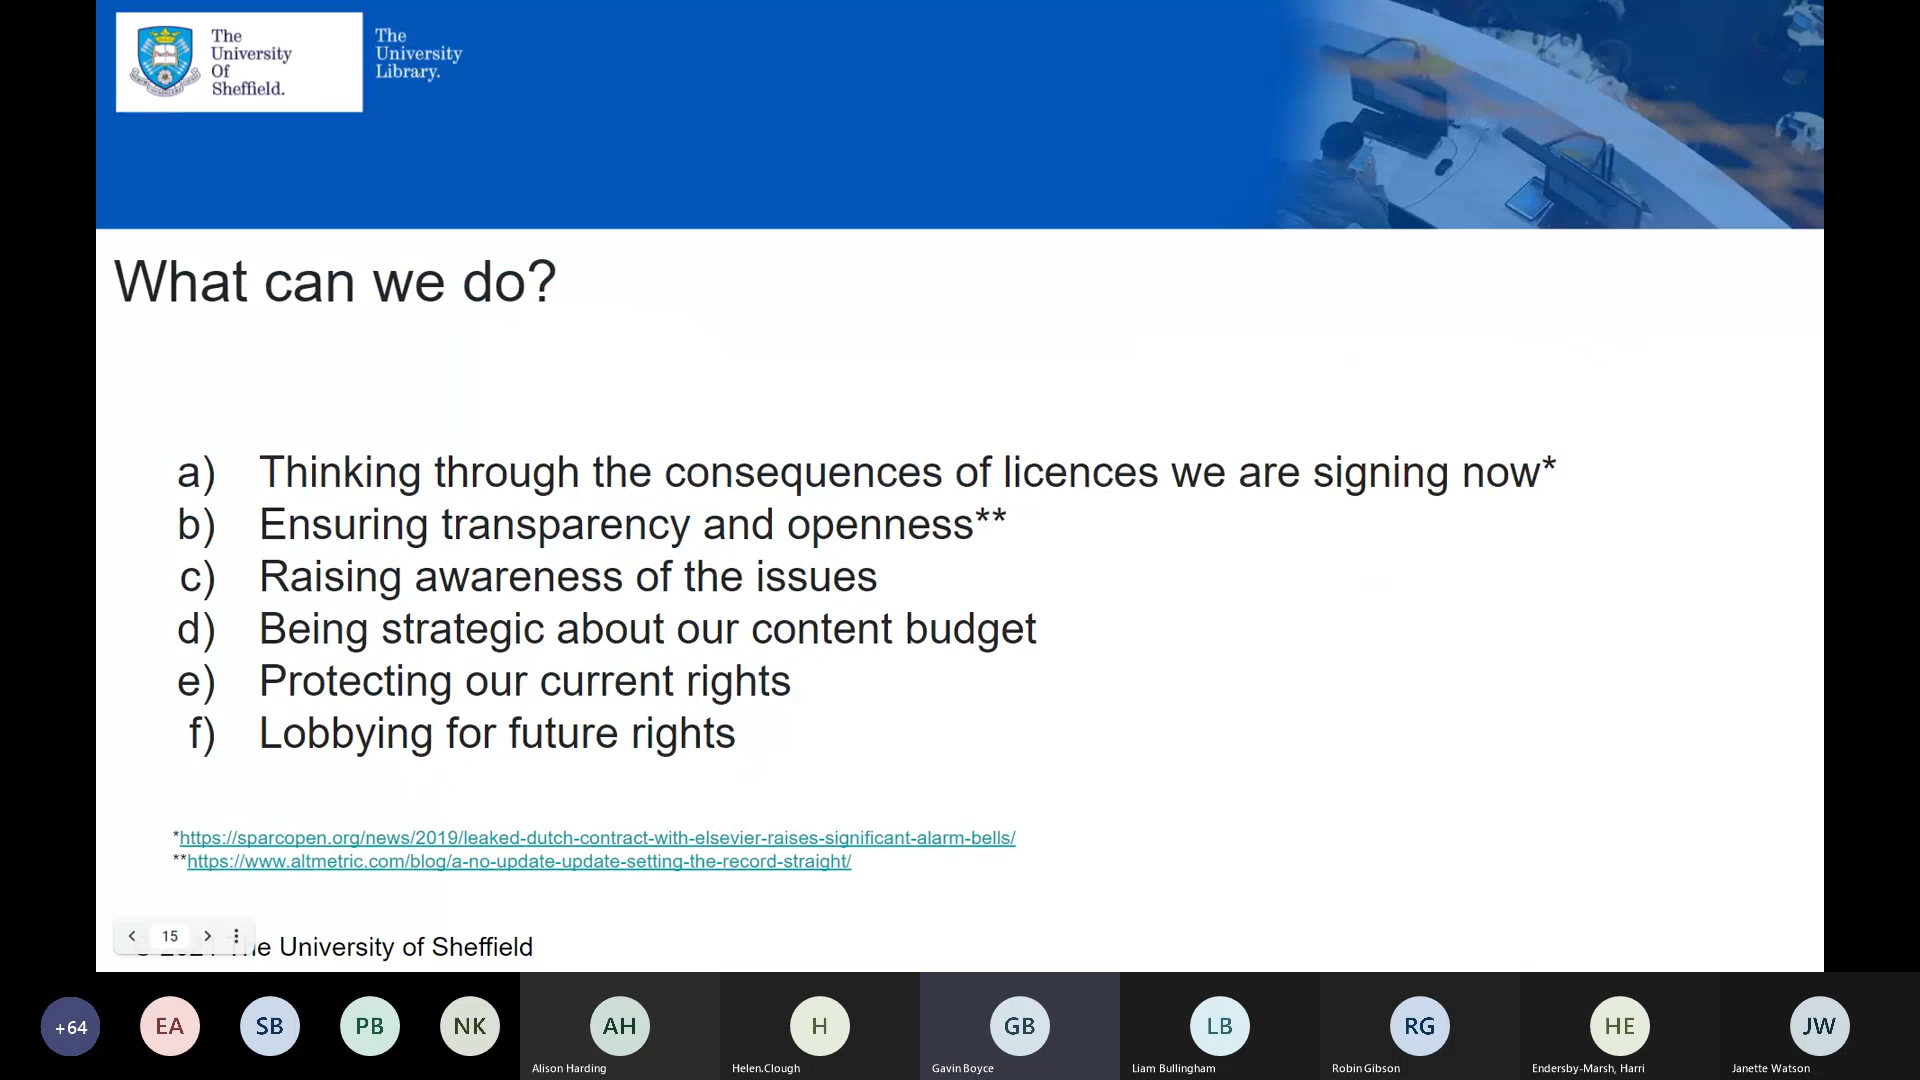 The
University
Of
Sheffield.
The
University
Library.
What can we do?
a) Thinking through the consequences of licences we are signing now*
b) Ensuring transparency and openness**
c) Raising awareness of the issues
d) Being strategic about our content budget
e) Protecting our current rights
f) Lobbying for future rights
*https://sparcopen.org/news/2019/leaked-dutch-contract-with-elsevier-raises-significant-alarm-bells/
**https://www.altmetric.com/blog/a-no-update-update-setting-the-record-straight/
15
The University of Sheffield
+64
EA
SB
PB
NK
AH
H
GB
LB
RG
HE
JW
Alison Harding
Helen.Clough
Gavin Boyce
Liam Bullingham
Robin Gibson
Endersby-Marsh, Harri
Janette Watson